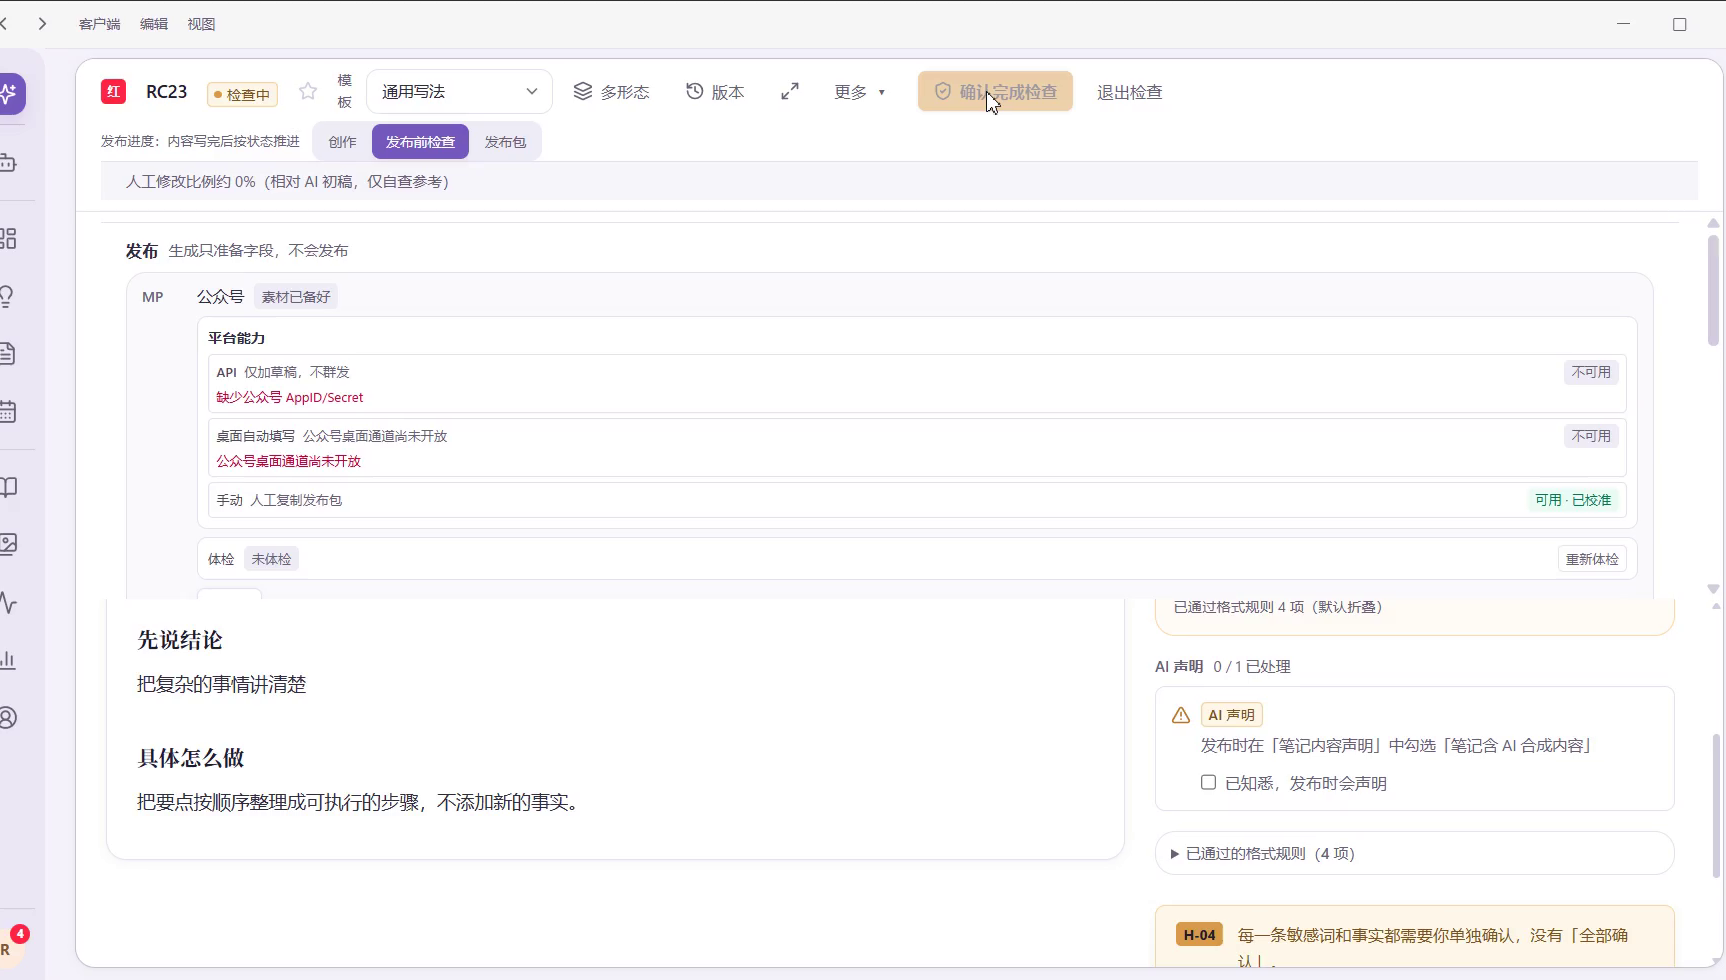 客户端 编辑 视图
红 RC23 检查中 模板 通用写法 多形态 版本 更多 确认完成检查 退出检查
发布进度：内容写完后按状态推进 创作 发布前检查 发布包
人工修改比例约 0%（相对 AI 初稿，仅自查参考）
发布 生成只准备字段，不会发布
MP 公众号 素材已备好
平台能力
API 仅加草稿，不群发 不可用
缺少公众号 AppID/Secret
桌面自动填写 公众号桌面通道尚未开放 不可用
公众号桌面通道尚未开放
手动 人工复制发布包 可用 · 已校准
体检 未体检 重新体检
先说结论
把复杂的事情讲清楚
具体怎么做
把要点按顺序整理成可执行的步骤，不添加新的事实。
已通过格式规则 4 项（默认折叠）
AI 声明 0 / 1 已处理
AI 声明
发布时在「笔记内容声明」中勾选「笔记含 AI 合成内容」
已知悉，发布时会声明
已通过的格式规则（4 项）
H-04 每一条敏感词和事实都需要你单独确认，没有「全部确
认」。
4
R